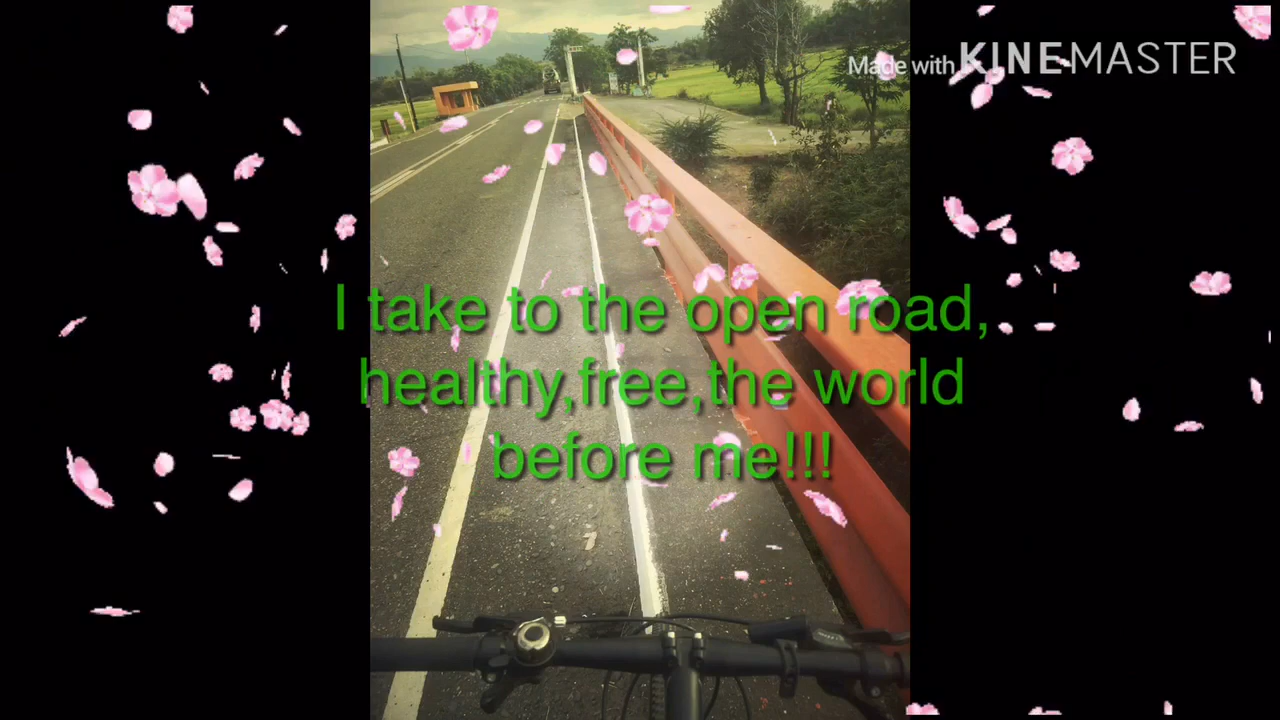 Made with KINEMASTER
I take to the open road,
healthy,free,the world
before me!!!